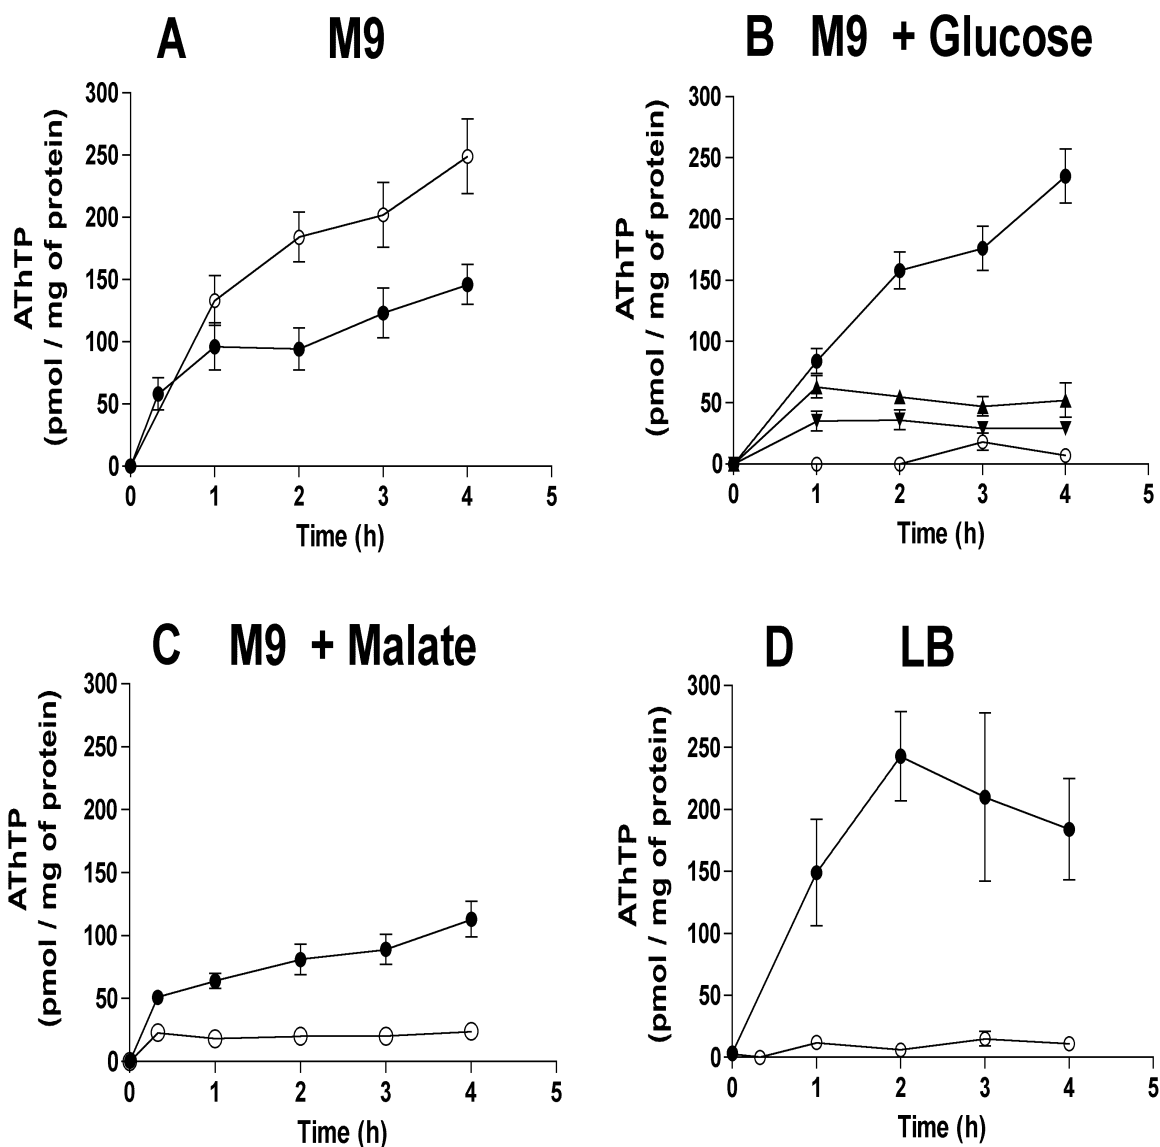 A M9
300
250
200
150
100
50
0
AThTP
(pmol / mg of protein)
0 1 2 3 4 5
Time (h)
B M9 + Glucose
300
250
200
150
100
50
0
AThTP
(pmol / mg of protein)
0 1 2 3 4 5
Time (h)
C M9 + Malate
300
250
200
150
100
50
0
AThTP
(pmol / mg of protein)
0 1 2 3 4 5
Time (h)
D LB
300
250
200
150
100
50
0
AThTP
(pmol / mg of protein)
0 1 2 3 4 5
Time (h)